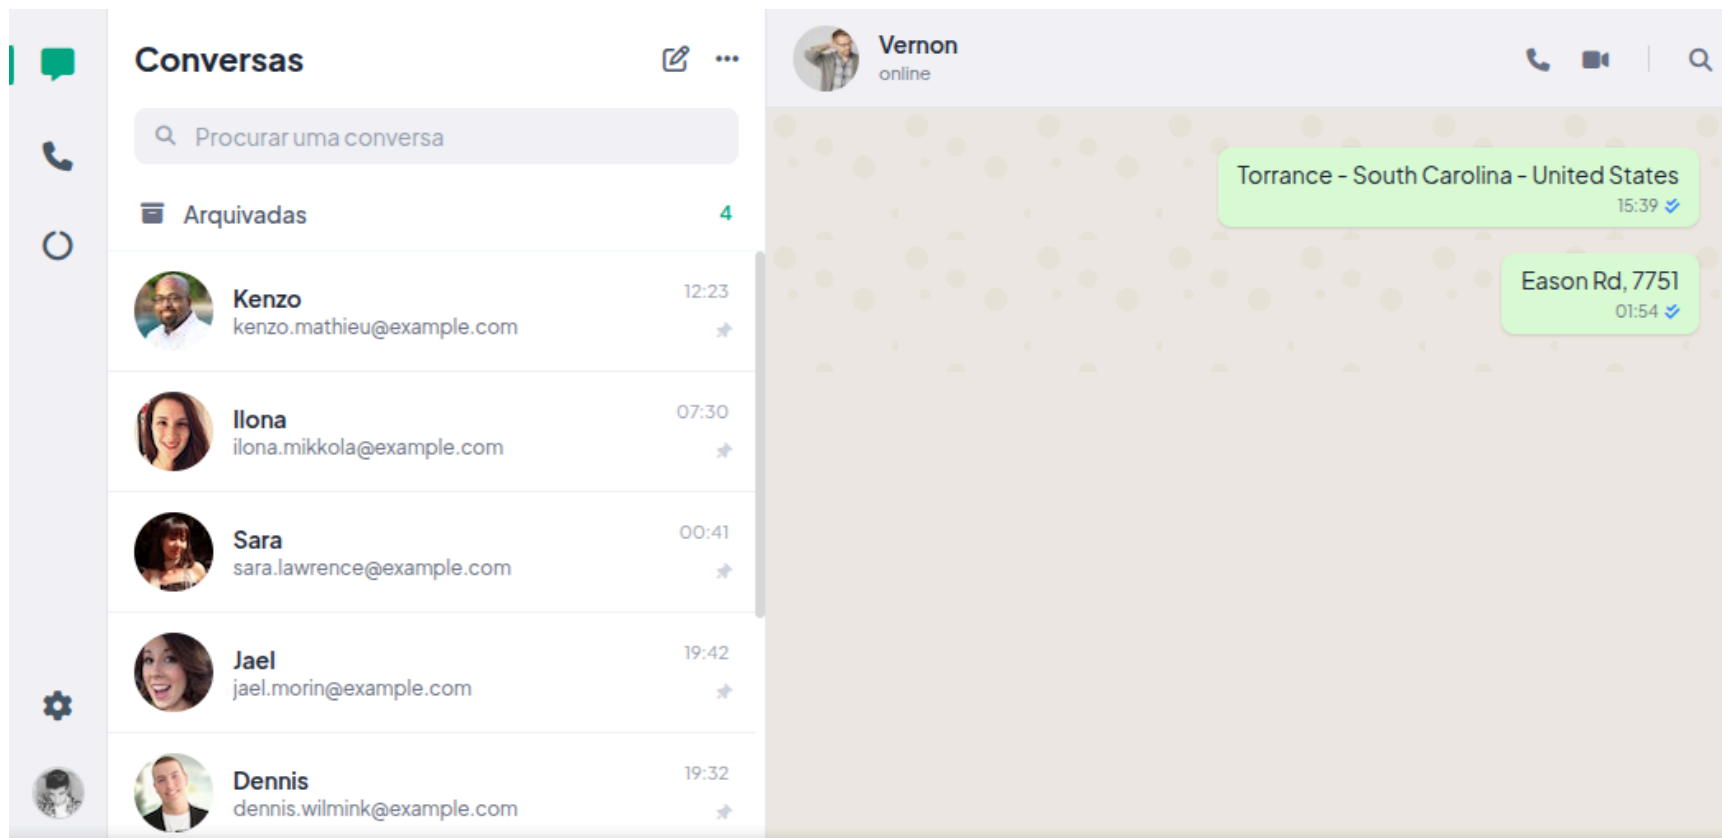 Conversas
Procurar uma conversa
Arquivadas 4
Kenzo 12:23
kenzo.mathieu@example.com
Ilona 07:30
ilona.mikkola@example.com
Sara 00:41
sara.lawrence@example.com
Jael 19:42
jael.morin@example.com
Dennis 19:32
dennis.wilmink@example.com
Vernon
online
Torrance - South Carolina - United States
15:39
Eason Rd, 7751
01:54